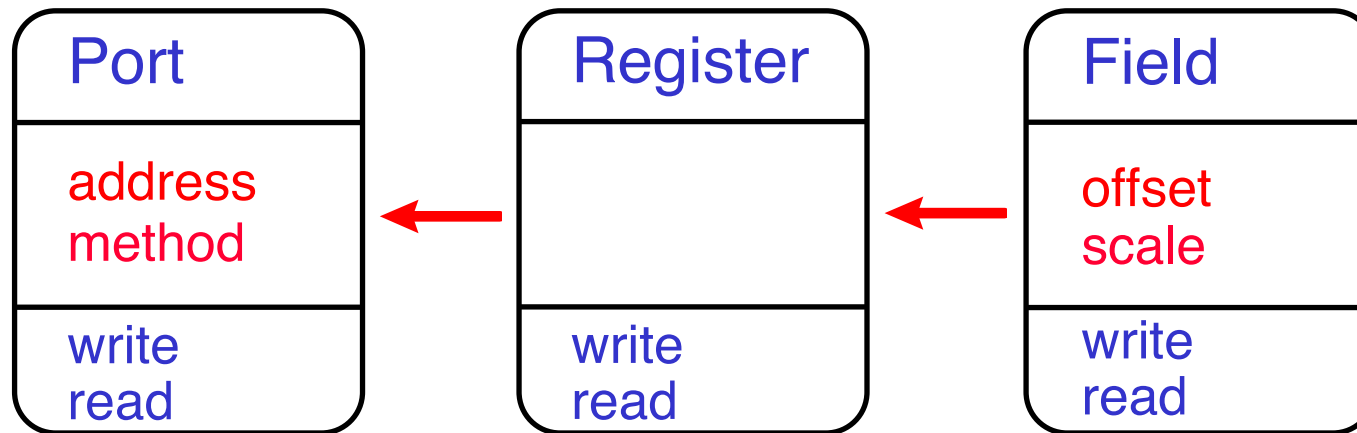 Port
address
method
write
read
Register
write
read
Field
offset
scale
write
read